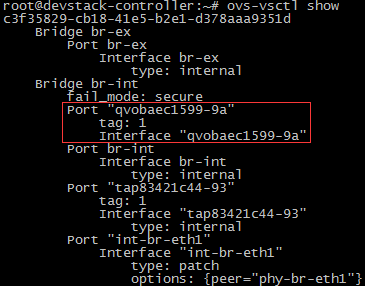 root@devstack-controller:~# ovs-vsctl show
c3f35829-cb18-41e5-b2e1-d378aaa9351d
Bridge br-ex
Port br-ex
Interface br-ex
type: internal
Bridge br-int
fail_mode: secure
Port "qvobaec1599-9a"
tag: 1
Interface "qvobaec1599-9a"
Port br-int
Interface br-int
type: internal
Port "tap83421c44-93"
tag: 1
Interface "tap83421c44-93"
type: internal
Port "int-br-eth1"
Interface "int-br-eth1"
type: patch
options: {peer="phy-br-eth1"}